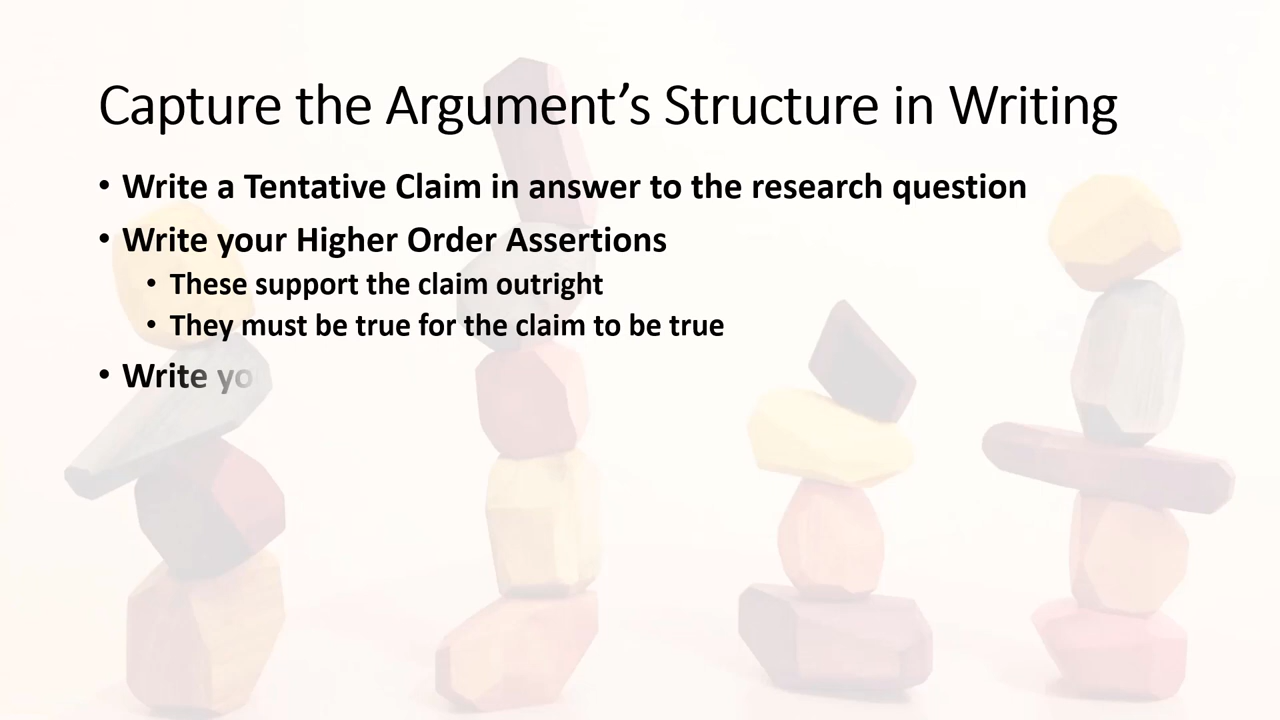 Capture the Argument’s Structure in Writing
• Write a Tentative Claim in answer to the research question
• Write your Higher Order Assertions
• These support the claim outright
• They must be true for the claim to be true
• Write yo